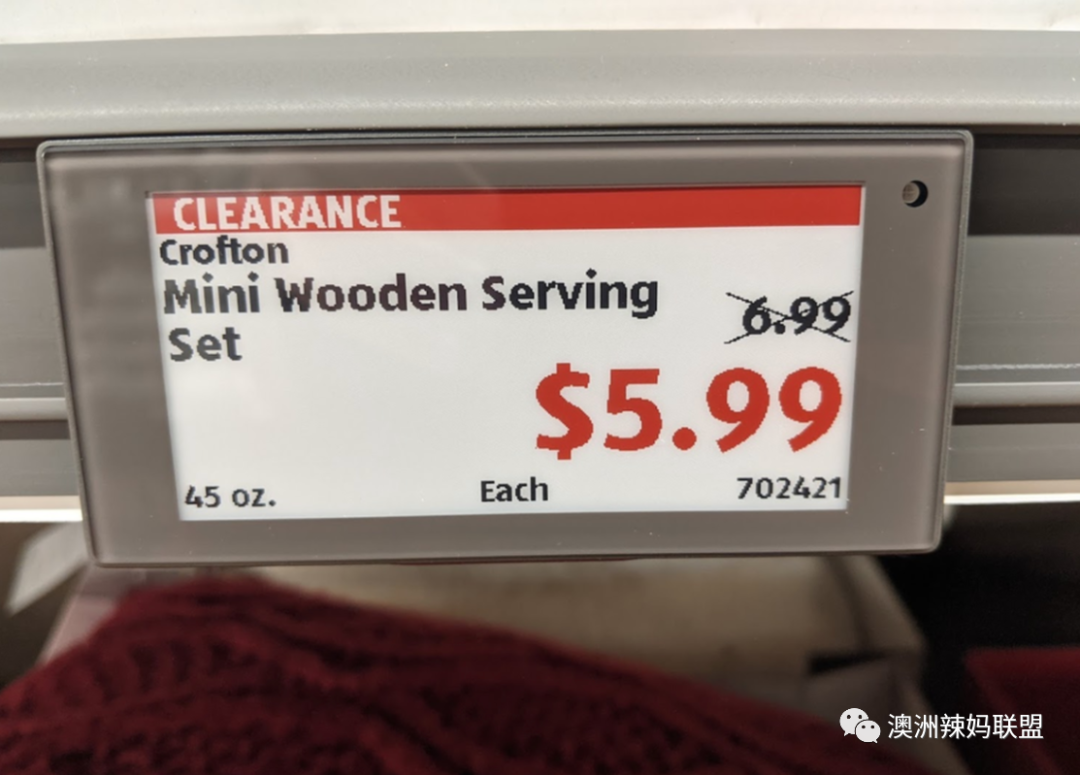 CLEARANCE
Crofton
Mini Wooden Serving
Set
6.99
$5.99
45 oz.
Each
702421
澳洲辣妈联盟